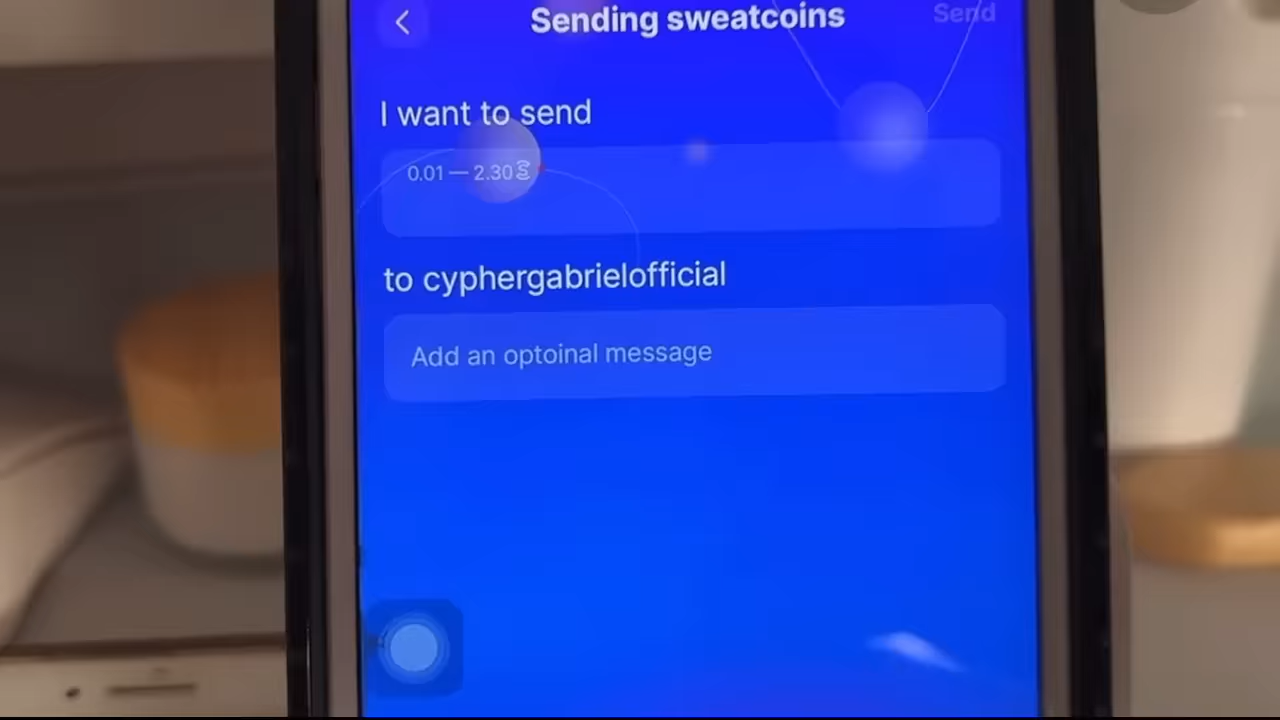 Sending sweatcoins
Send
I want to send
0.01 — 2.30
to cyphergabrielofficial
Add an optoinal message